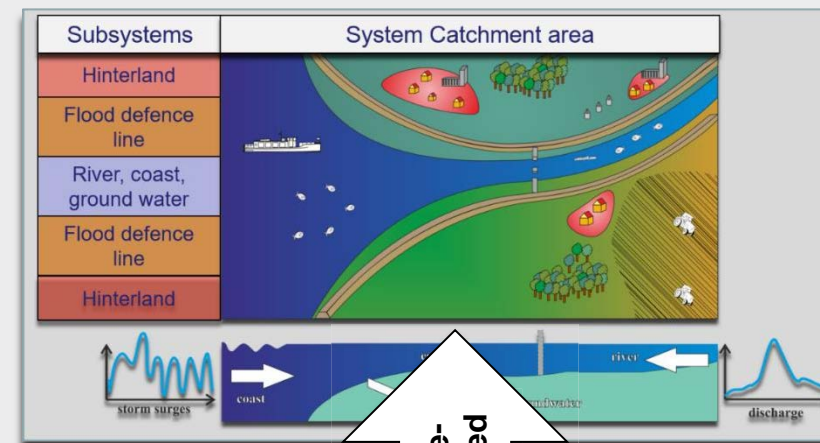 Subsystems
System Catchment area
Hinterland
Flood defence
line
River, coast,
ground water
Flood defence
line
Hinterland
storm surges
coast
river
discharge